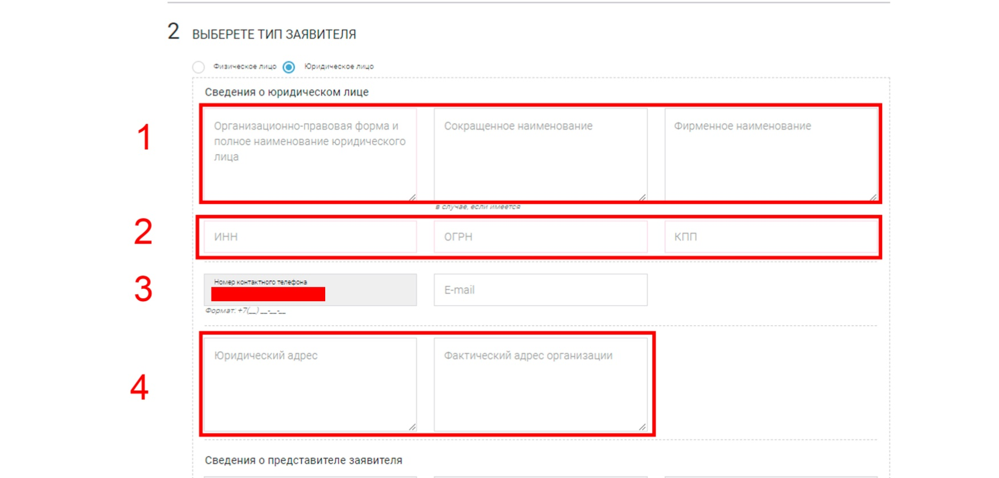 2 ВЫБЕРЕТЕ ТИП ЗАЯВИТЕЛЯ
Физическое лицо Юридическое лицо
Сведения о юридическом лице
1
Организационно-правовая форма и
полное наименование юридического
лица
Сокращенное наименование
Фирменное наименование
в случае, если имеется
2
ИНН ОГРН КПП
3
Номер контактного телефона
E-mail
Формат: +7(__) __-__-__
4
Юридический адрес Фактический адрес организации
Сведения о представителе заявителя